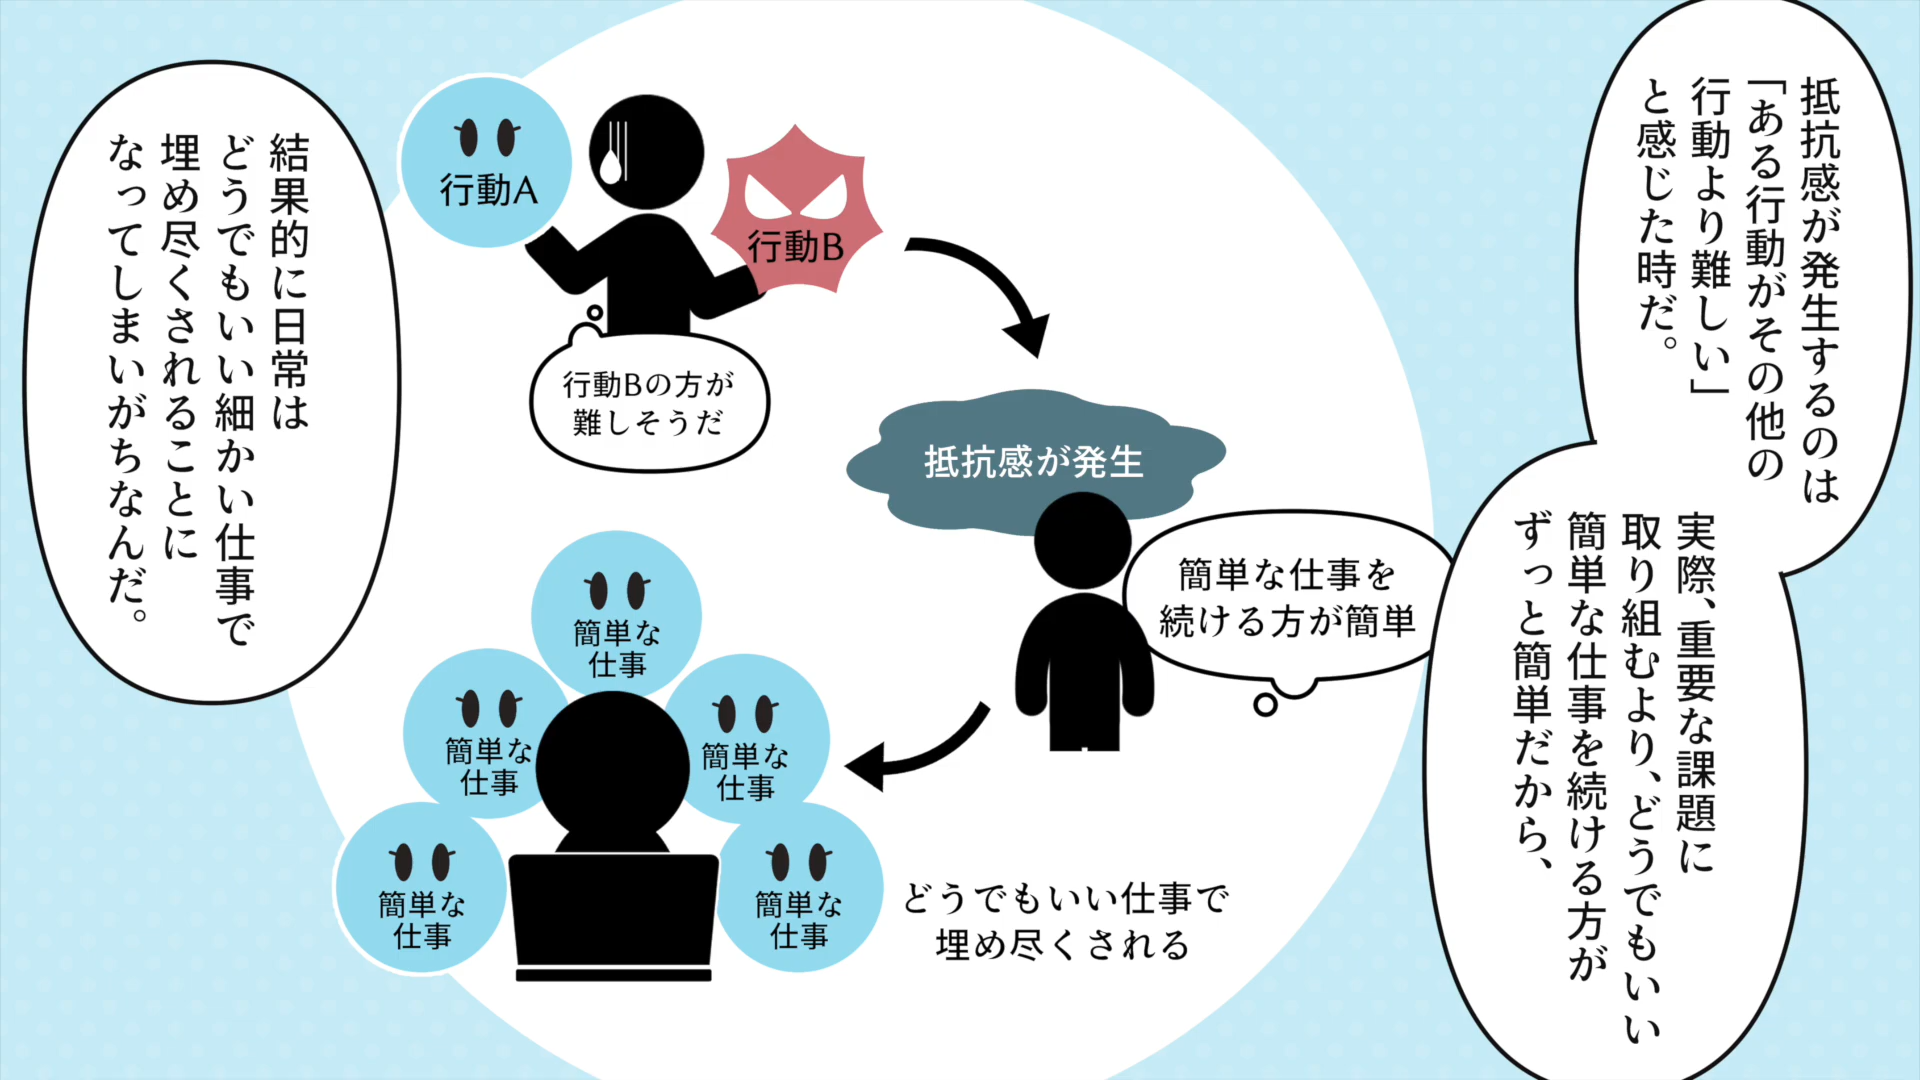 抵抗感が発生するのは
「ある行動がその他の
行動より難しい」
と感じた時だ。
実際、重要な課題に
取り組むより、どうでもいい
簡単な仕事を続ける方が
ずっと簡単だから、
結果的に日常は
どうでもいい細かい仕事で
埋め尽くされることに
なってしまいがちなんだ。
行動A
行動B
行動Bの方が
難しそうだ
抵抗感が発生
簡単な仕事を
続ける方が簡単
簡単な
仕事
簡単な
仕事
簡単な
仕事
簡単な
仕事
簡単な
仕事
どうでもいい仕事で
埋め尽くされる